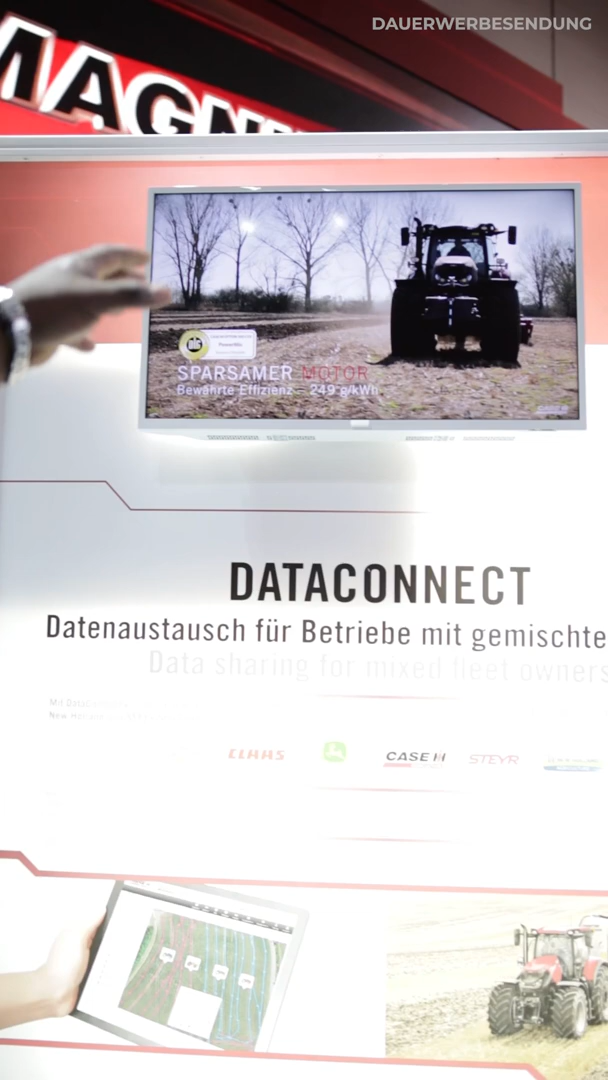 DAUERWERBESENDUNG
MAGN
SPARSAMER MOTOR
Bewährte Effizienz – 249 g/kWh
DATACONNECT
Datenaustausch für Betriebe mit gemischte
Data sharing for mixed fleet owners
CLAAS CASE IH STEYR